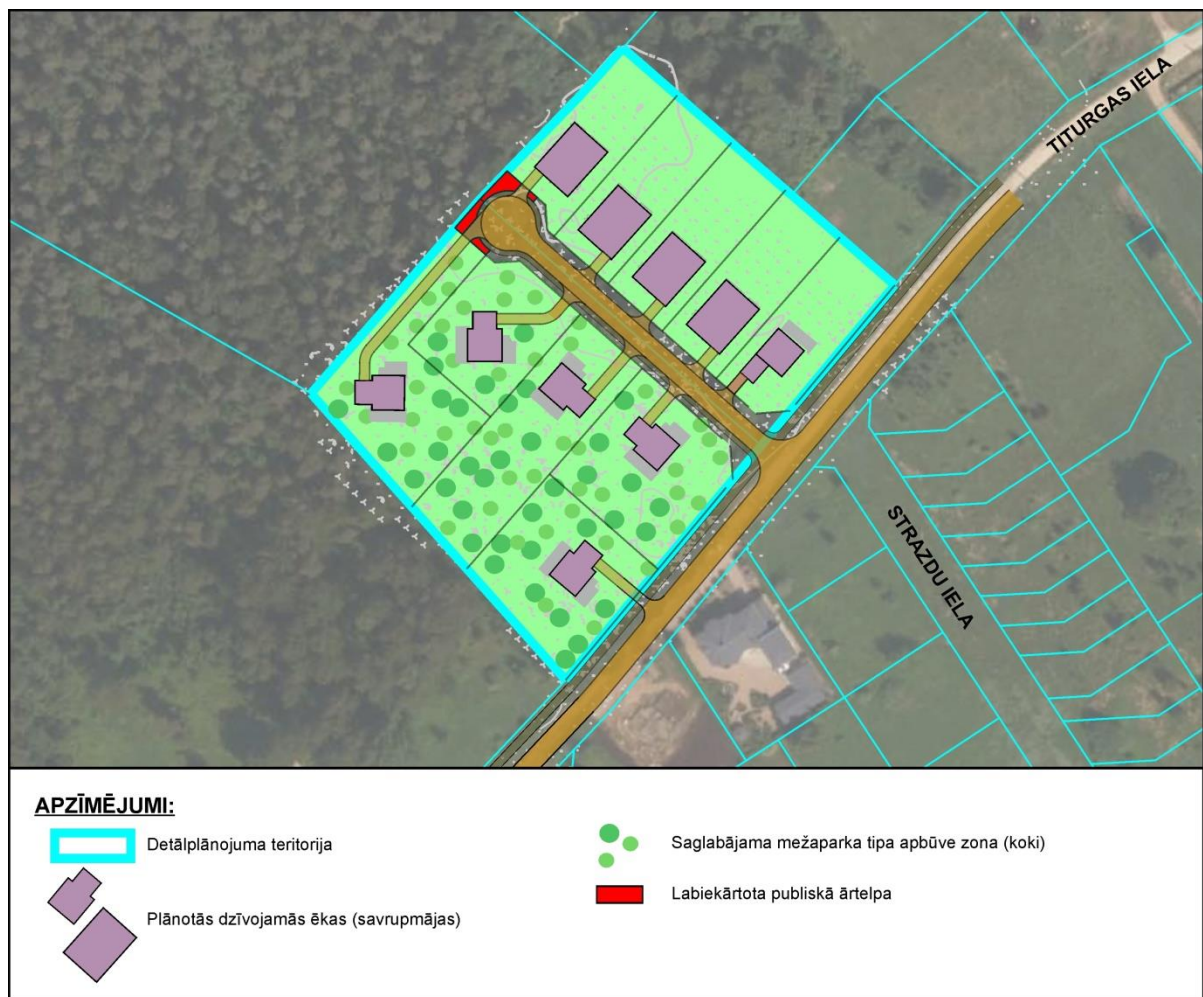 TITURGAS IELA
STRAZDU IELA
APZĪMĒJUMI:
Detālplānojuma teritorija
Plānotās dzīvojamās ēkas (savrupmājas)
Saglabājama mežaparka tipa apbūve zona (koki)
Labiekārtota publiskā ārtelpa